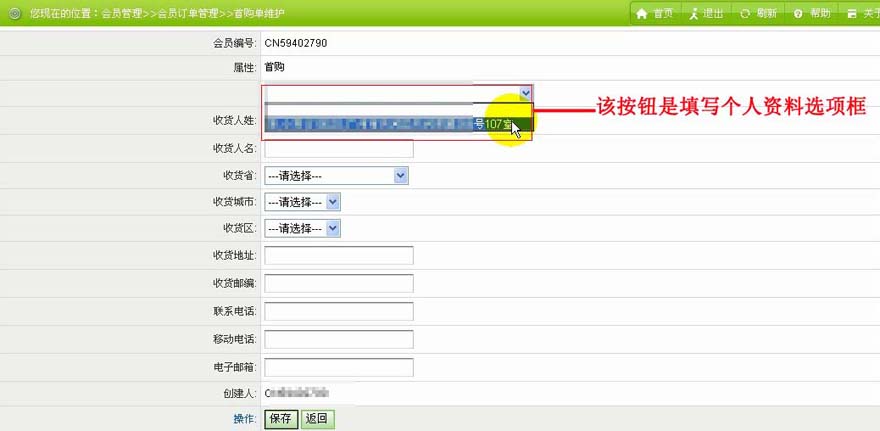 您现在的位置：会员管理>>会员订单管理>>首购单维护
首页 退出 刷新 帮助 关于
会员编号: CN59402790
属性: 首购
该按钮是填写个人资料选项框
收货人姓: 号107室
收货人名:
收货省: ---请选择---
收货城市: ---请选择---
收货区: ---请选择---
收货地址:
收货邮编:
联系电话:
移动电话:
电子邮箱:
创建人: C
操作: 保存 返回